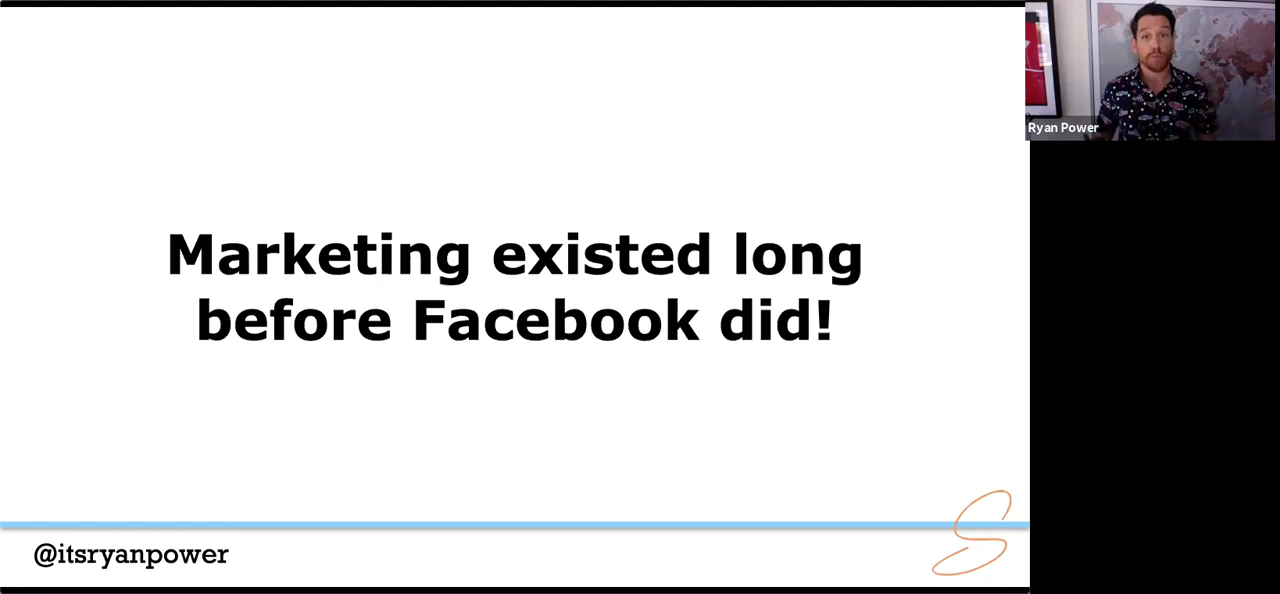 Ryan Power
Marketing existed long
before Facebook did!
@itsryanpower
S